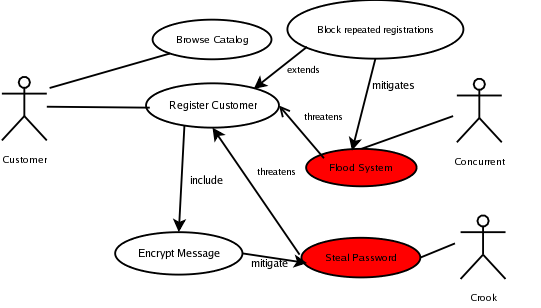 Block repeated registrations
Browse Catalog
extends
mitigates
Register Customer
threatens
Customer
Flood System
Concurrent
threatens
include
Encrypt Message
mitigate
Steal Password
Crook